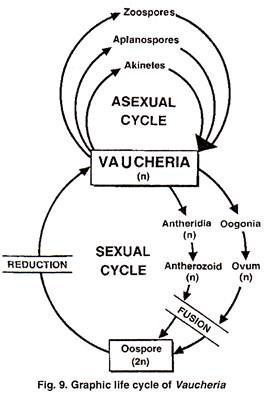 Zoospores
Aplanospores
Akinetes
ASEXUAL
CYCLE
VAUCHERIA
(n)
Antheridia
(n)
Oogonia
SEXUAL
CYCLE
REDUCTION
Antherozoid
(n)
Ovum
(n)
FUSION
Oospore
(2n)
Fig. 9. Graphic life cycle of Vaucheria